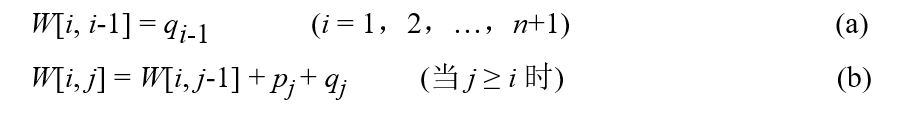 W[i, i-1] = q_{i-1} (i = 1，2，…，n+1) (a)
W[i, j] = W[i, j-1] + p_j + q_j (当 j ≥ i 时) (b)